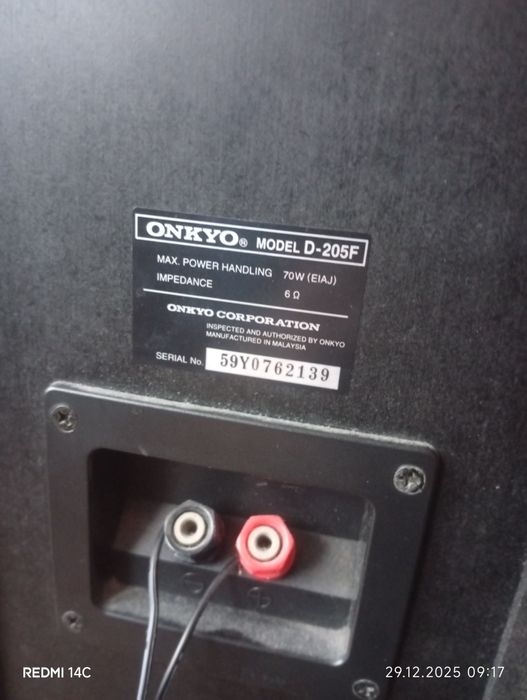 ONKYO® MODEL D-205F
MAX. POWER HANDLING 70W (EIAJ)
IMPEDANCE 6 Ω
ONKYO CORPORATION
INSPECTED AND AUTHORIZED BY ONKYO
MANUFACTURED IN MALAYSIA
SERIAL No. 59Y0762139
REDMI 14C
29.12.2025 09:17